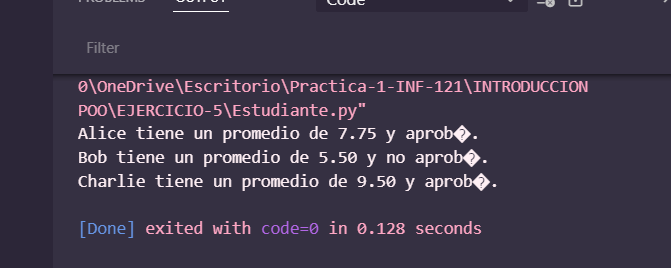 PROBLEMS OUTPUT Code
Filter
0\OneDrive\Escritorio\Practica-1-INF-121\INTRODUCCION
POO\EJERCICIO-5\Estudiante.py"
Alice tiene un promedio de 7.75 y aprob�.
Bob tiene un promedio de 5.50 y no aprob�.
Charlie tiene un promedio de 9.50 y aprob�.
[Done] exited with code=0 in 0.128 seconds